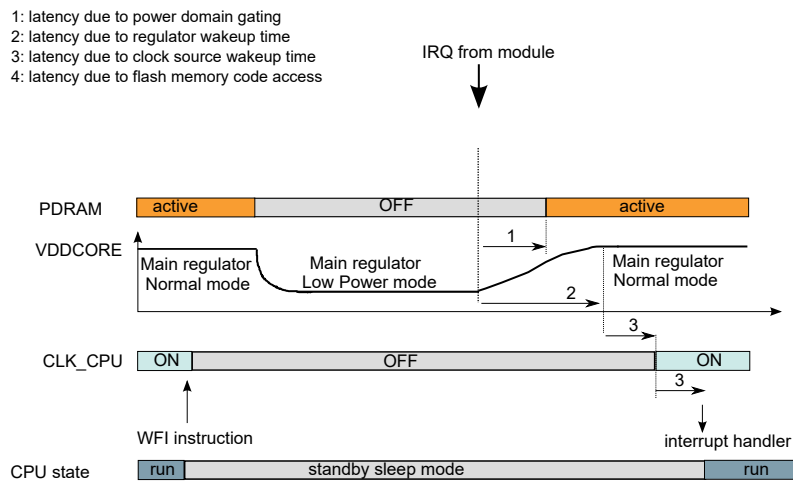 1: latency due to power domain gating
2: latency due to regulator wakeup time
3: latency due to clock source wakeup time
4: latency due to flash memory code access
IRQ from module
PDRAM
active
OFF
active
1
VDDCORE
Main regulator
Normal mode
Main regulator
Low Power mode
Main regulator
Normal mode
2
3
CLK_CPU
ON
OFF
ON
3
WFI instruction
interrupt handler
CPU state
run
standby sleep mode
run